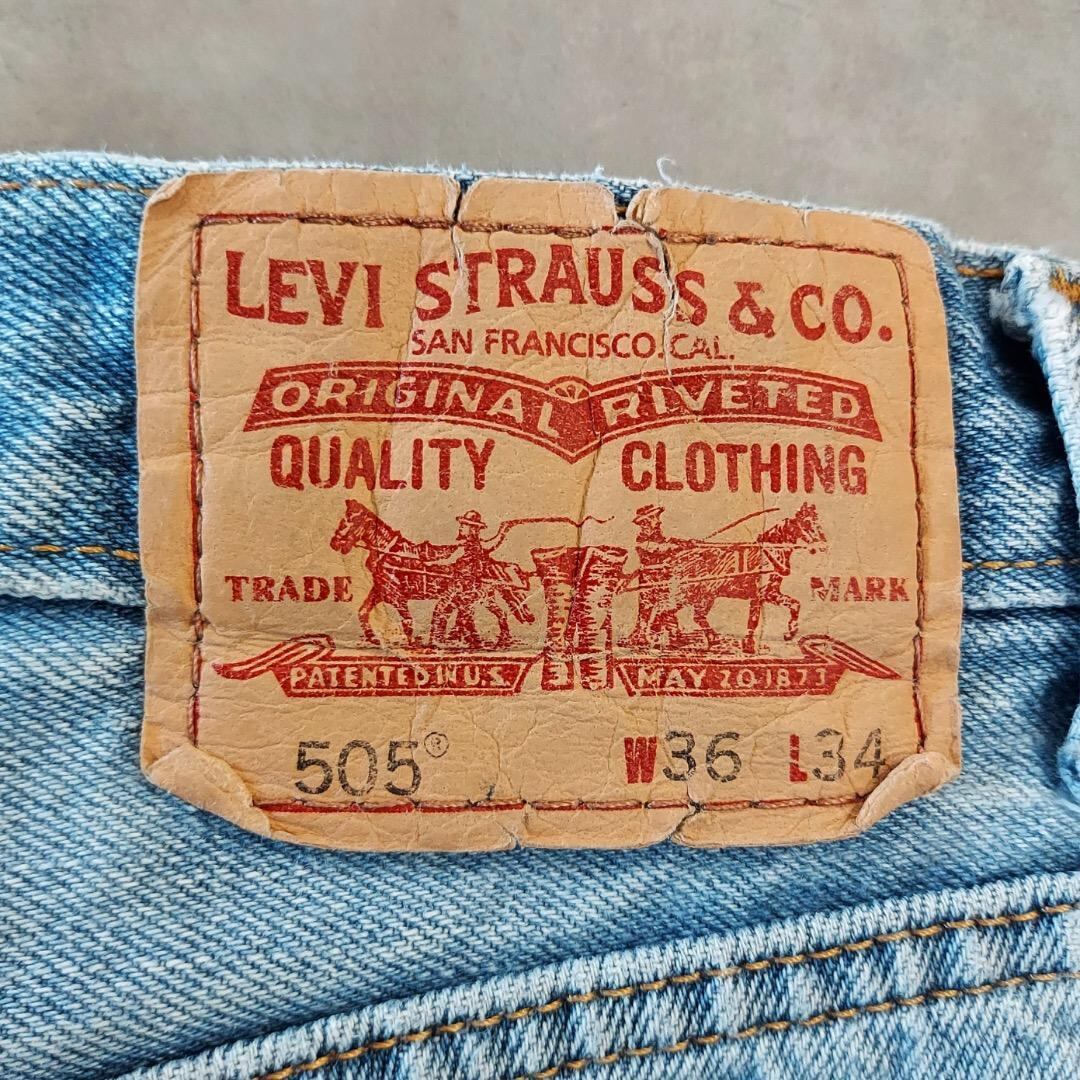 LEVI STRAUSS & CO.
SAN FRANCISCO. CAL.
ORIGINAL RIVETED
QUALITY CLOTHING
TRADE MARK
PATENTED IN U.S. MAY 20 1873
505® W36 L34